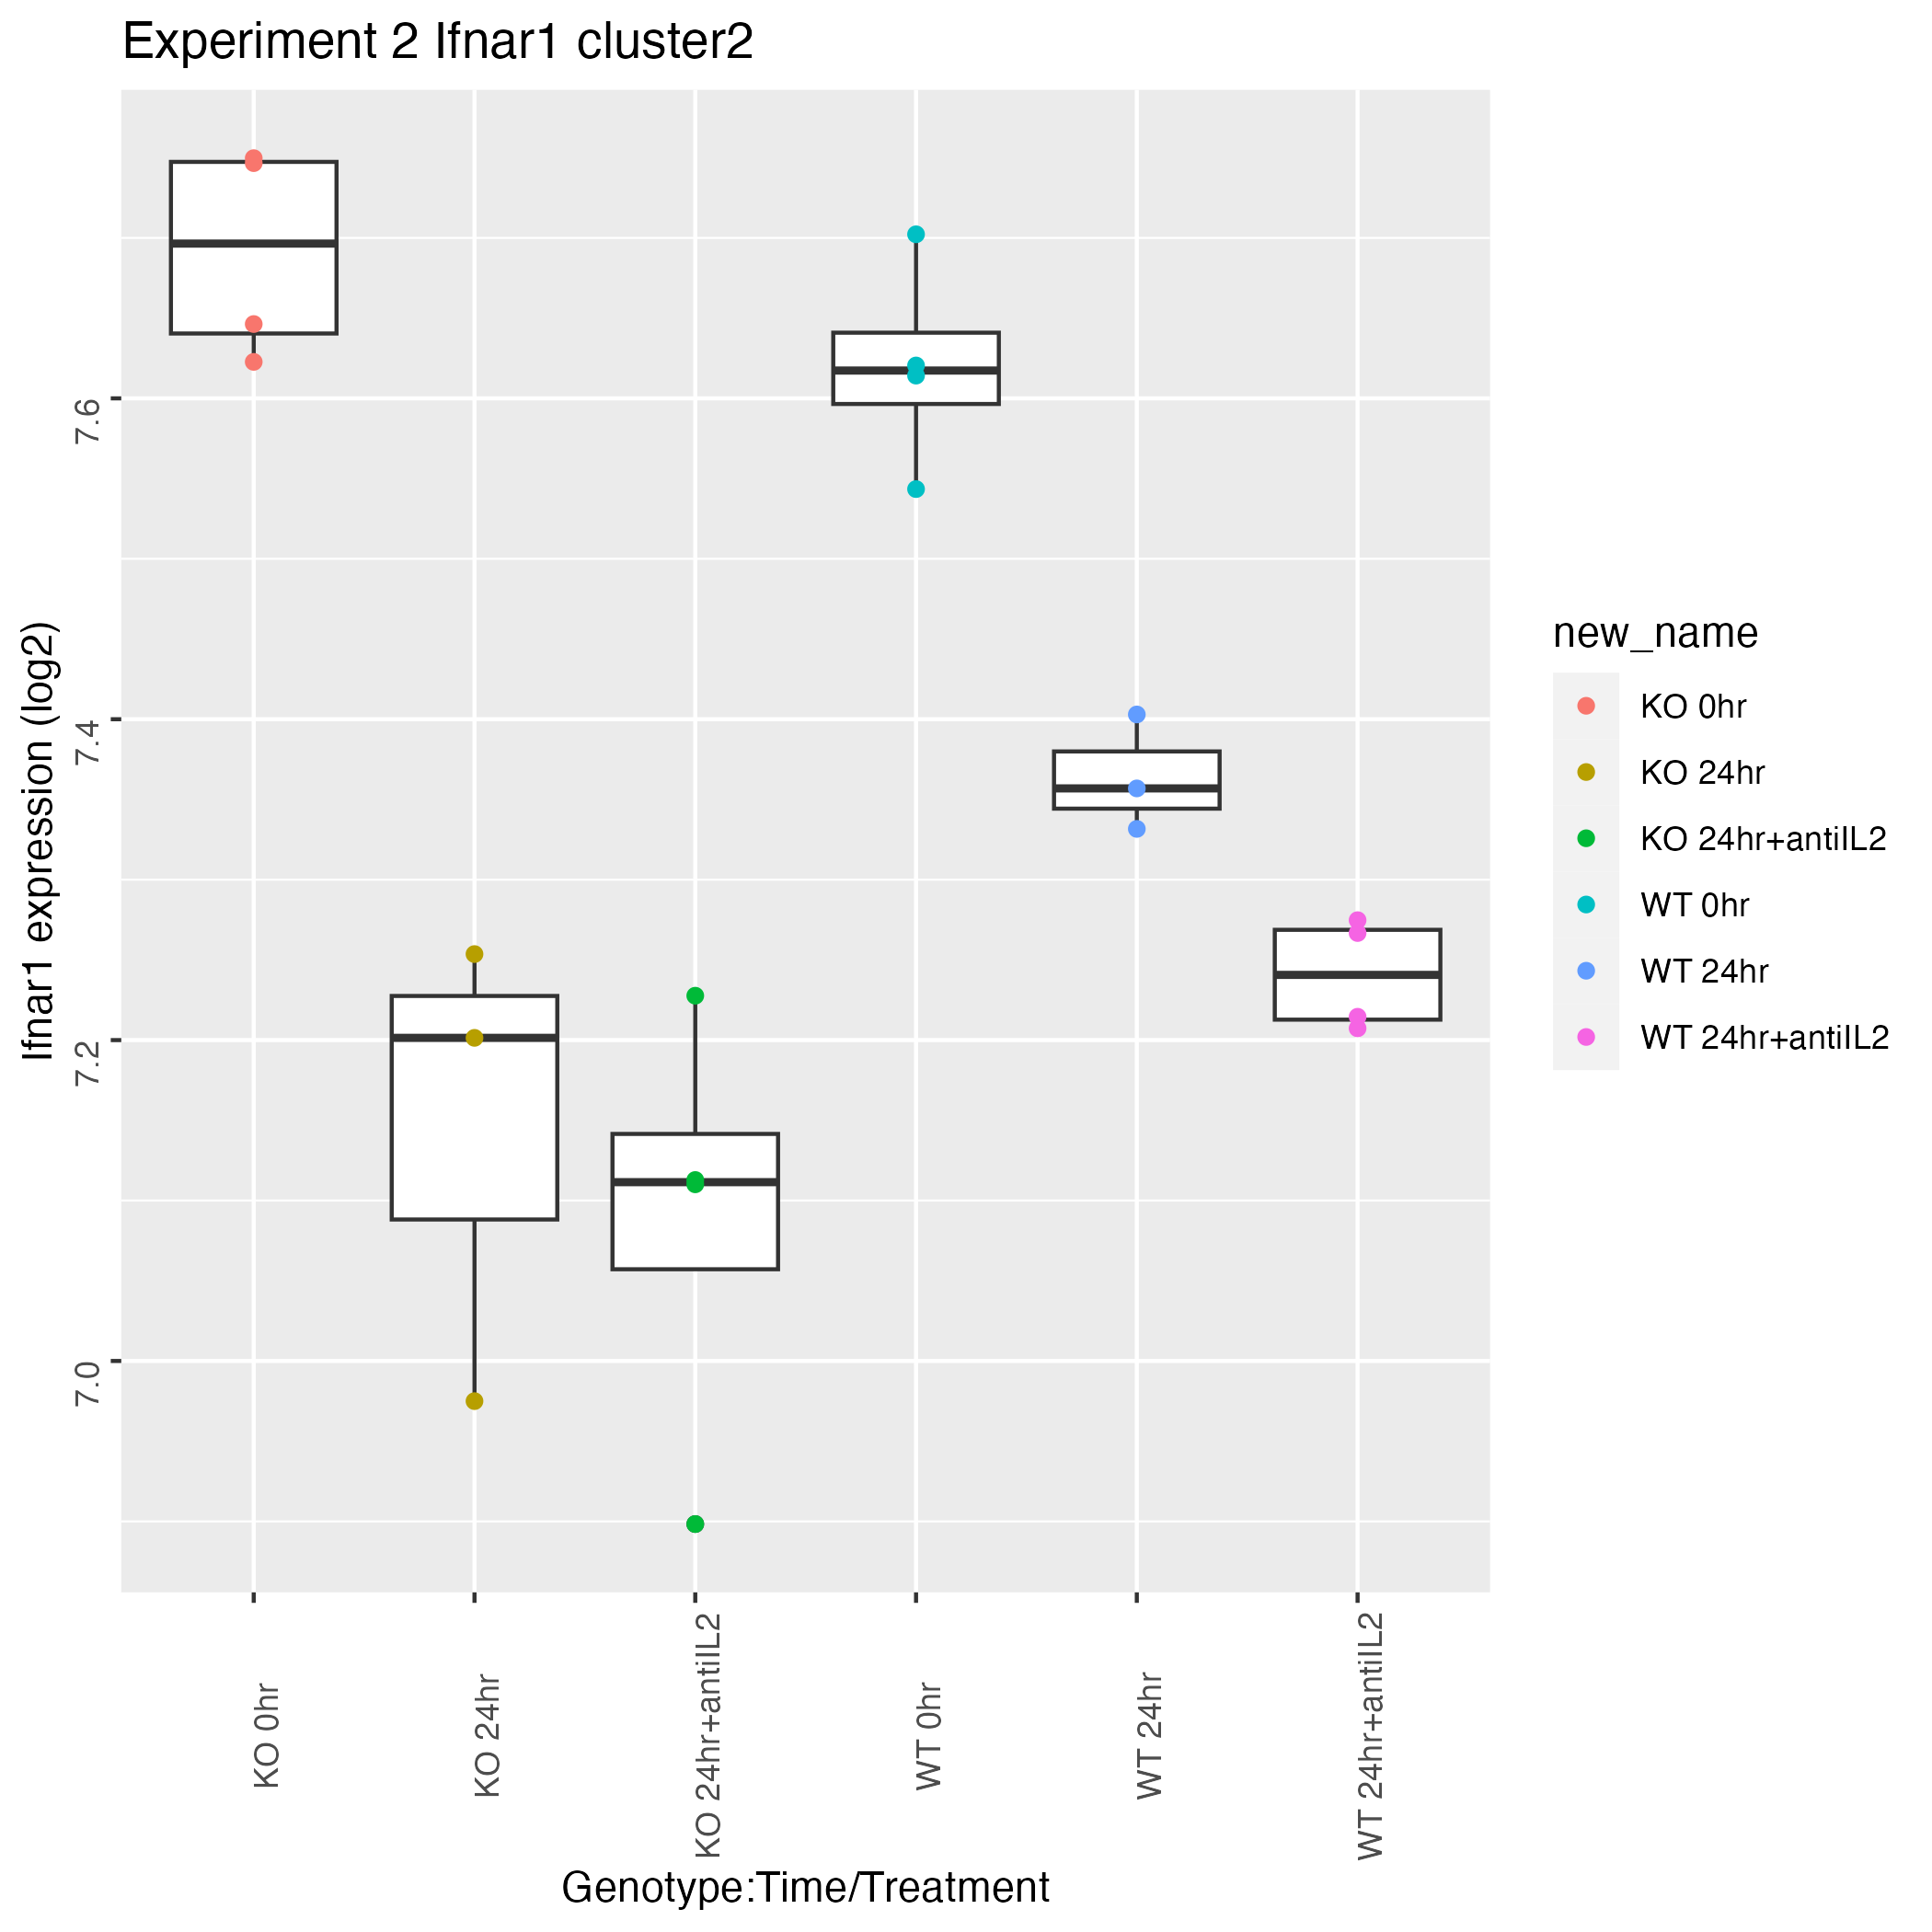 Experiment 2 Ifnar1 cluster2
Ifnar1 expression (log2)
7.6
7.4
7.2
7.0
KO 0hr
KO 24hr
KO 24hr+antiIL2
WT 0hr
WT 24hr
WT 24hr+antiIL2
Genotype:Time/Treatment
new_name
KO 0hr
KO 24hr
KO 24hr+antiIL2
WT 0hr
WT 24hr
WT 24hr+antiIL2